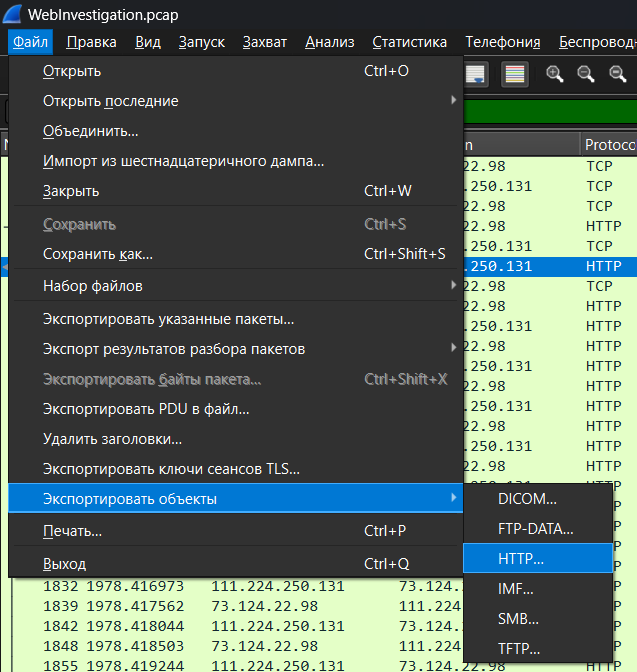 WebInvestigation.pcap
Файл Правка Вид Запуск Захват Анализ Статистика Телефония Беспровод
Открыть Ctrl+O
Открыть последние
Объединить...
Импорт из шестнадцатеричного дампа...
Закрыть Ctrl+W
Сохранить Ctrl+S
Сохранить как... Ctrl+Shift+S
Набор файлов
Экспортировать указанные пакеты...
Экспорт результатов разбора пакетов
Экспортировать байты пакета... Ctrl+Shift+X
Экспортировать PDU в файл...
Удалить заголовки...
Экспортировать ключи сеансов TLS...
Экспортировать объекты
Печать... Ctrl+P
Выход Ctrl+Q
DICOM...
FTP-DATA...
HTTP...
IMF...
SMB...
TFTP...
n Protoco
22.98 TCP
.250.131 TCP
22.98 TCP
22.98 HTTP
.250.131 TCP
.250.131 HTTP
22.98 TCP
22.98 HTTP
.250.131 HTTP
22.98 HTTP
.250.131 HTTP
22.98 HTTP
.250.131 HTTP
22.98 HTTP
.250.131 HTTP
22.98 HTTP
1832 1978.416973 111.224.250.131 73.124.22
1839 1978.417562 73.124.22.98 111.224
1842 1978.418044 111.224.250.131 73.124.22
1848 1978.418503 73.124.22.98 111.224
1855 1978.419244 111.224.250.131 73.124.22